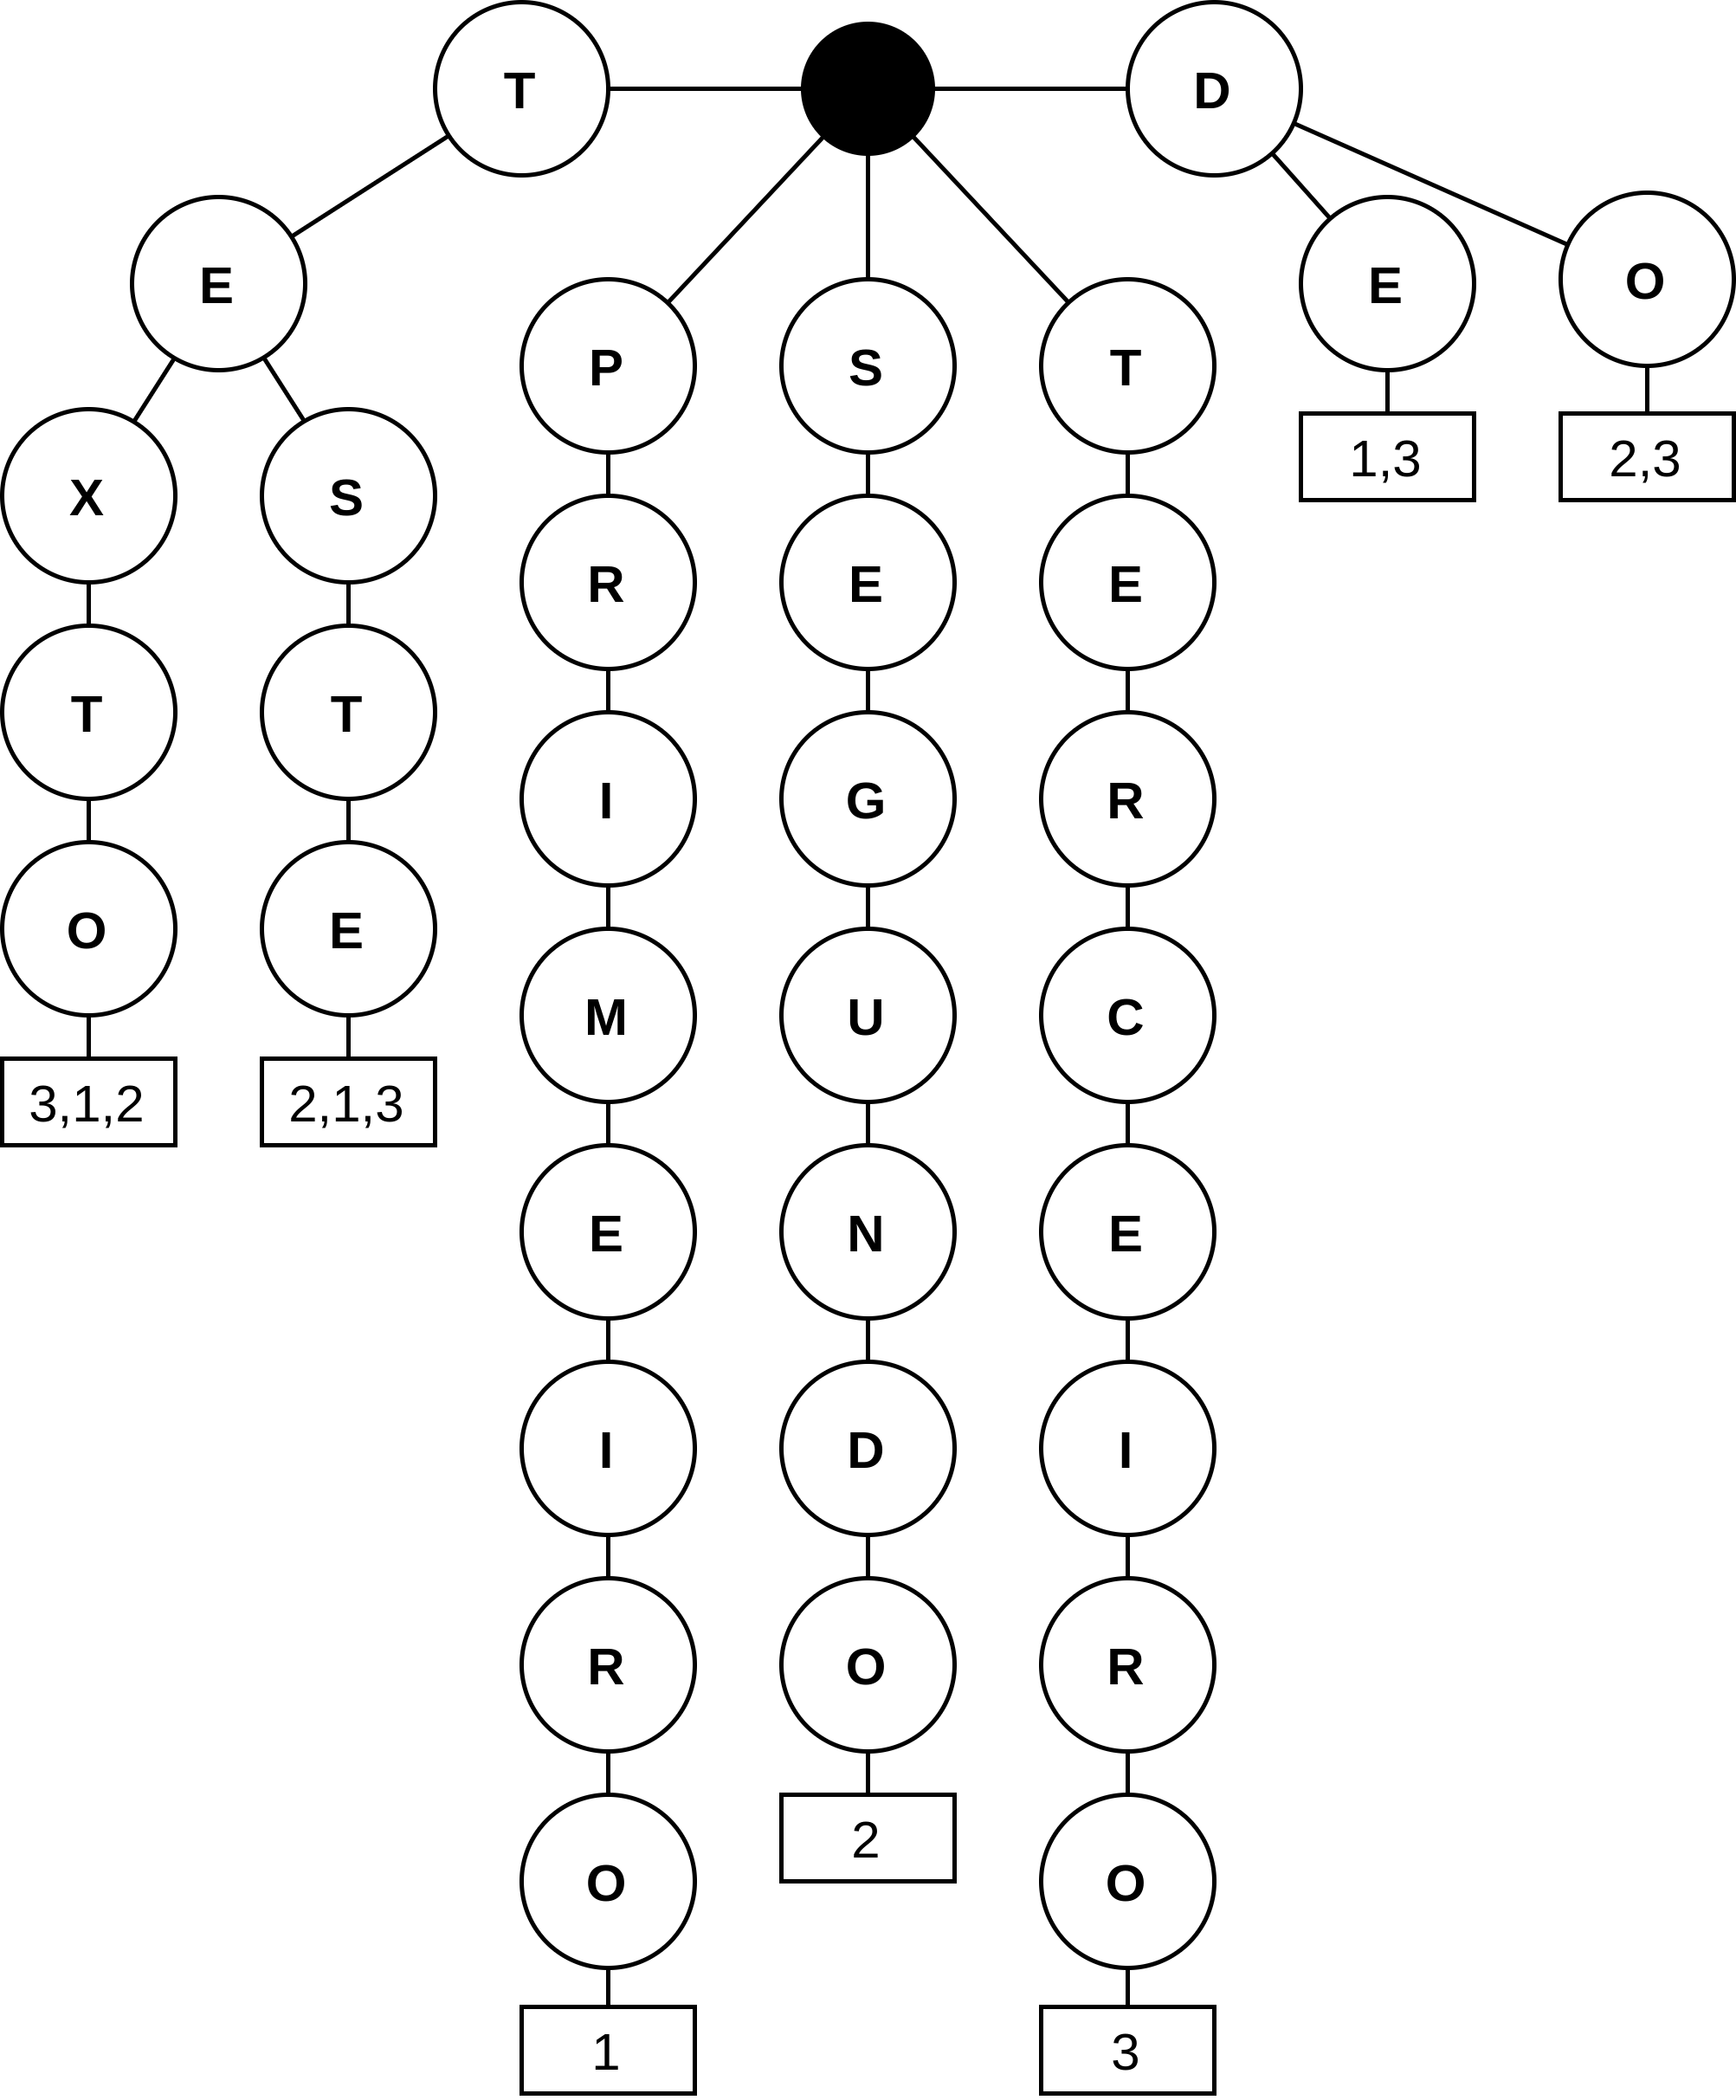 T D
E E O
P S T
1,3 2,3
X S
R E E
T T
I G R
O E
M U C
3,1,2 2,1,3
E N E
I D I
R O R
2
O O
1 3